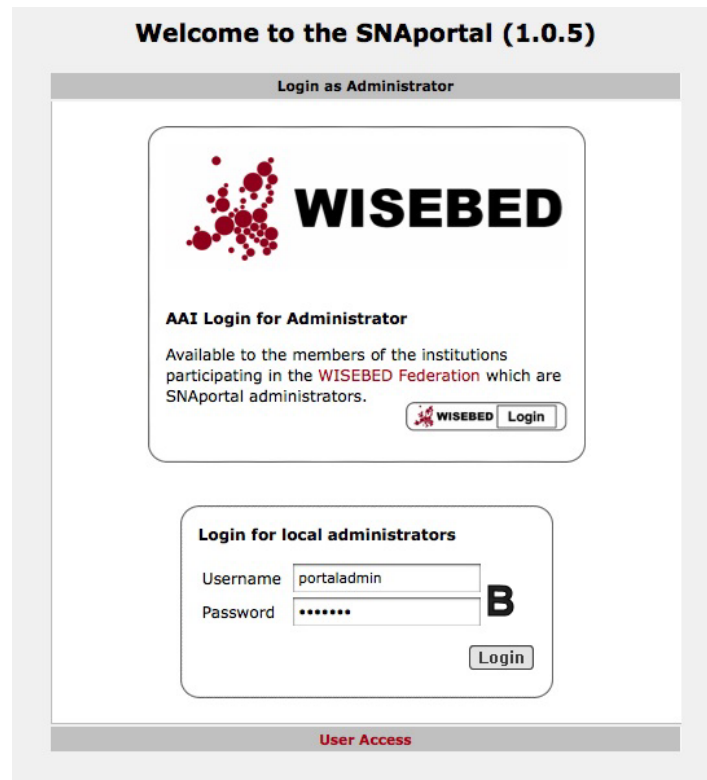 Welcome to the SNAportal (1.0.5)
Login as Administrator
WISEBED
AAI Login for Administrator
Available to the members of the institutions
participating in the WISEBED Federation which are
SNAportal administrators.
WISEBED Login
Login for local administrators
Username portaladmin
Password •••••••
B
Login
User Access